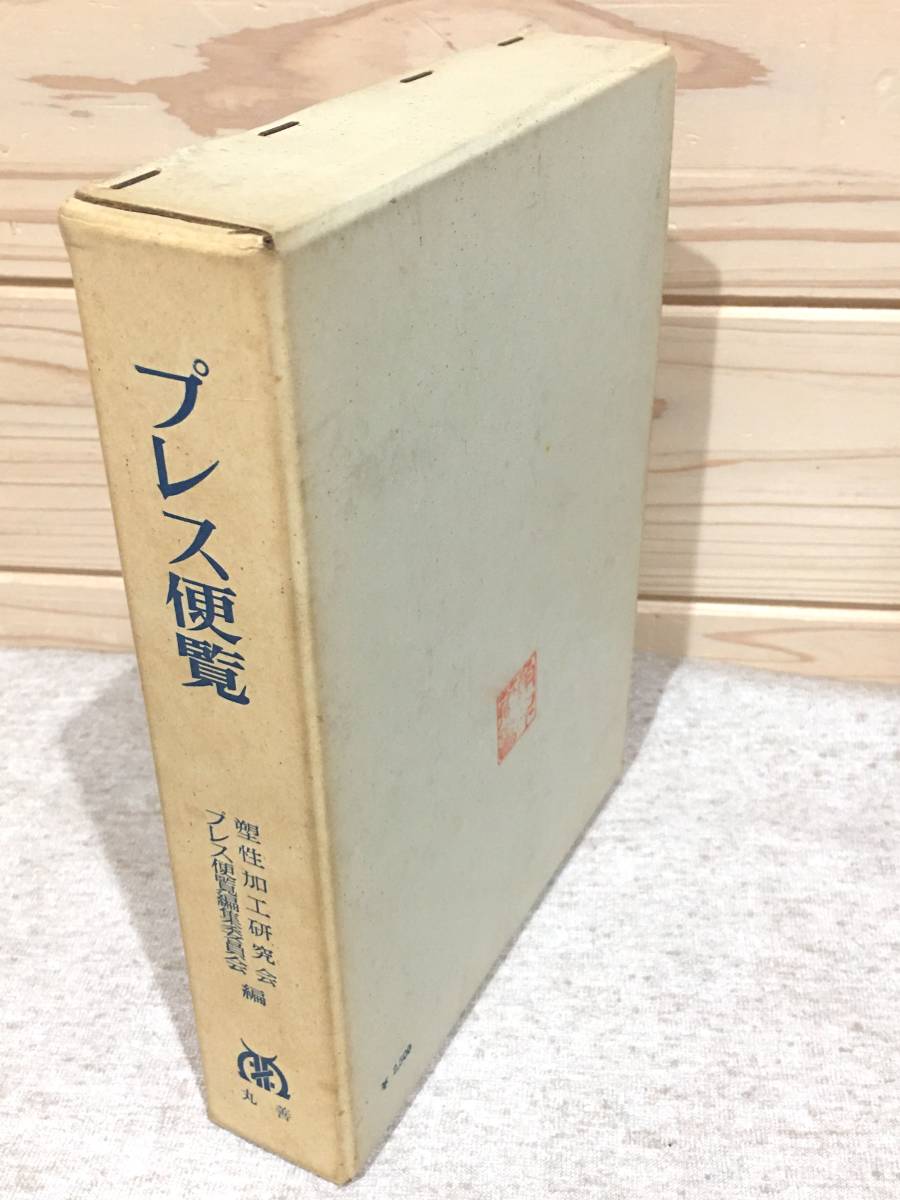 プレス便覧
塑性加工研究会
プレス便覧編集委員会 編
丸善